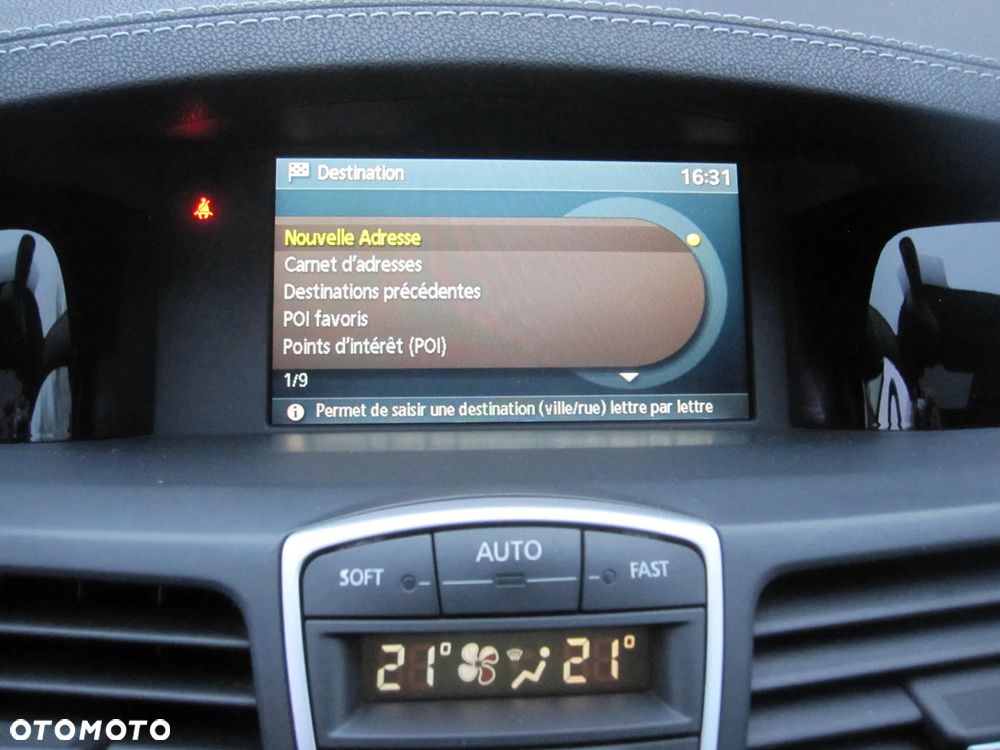 Destination 16:31
Nouvelle Adresse
Carnet d'adresses
Destinations précédentes
POI favoris
Points d'intérêt (POI)
1/9
Permet de saisir une destination (ville/rue) lettre par lettre
SOFT AUTO FAST
21° 21°
OTOMOTO